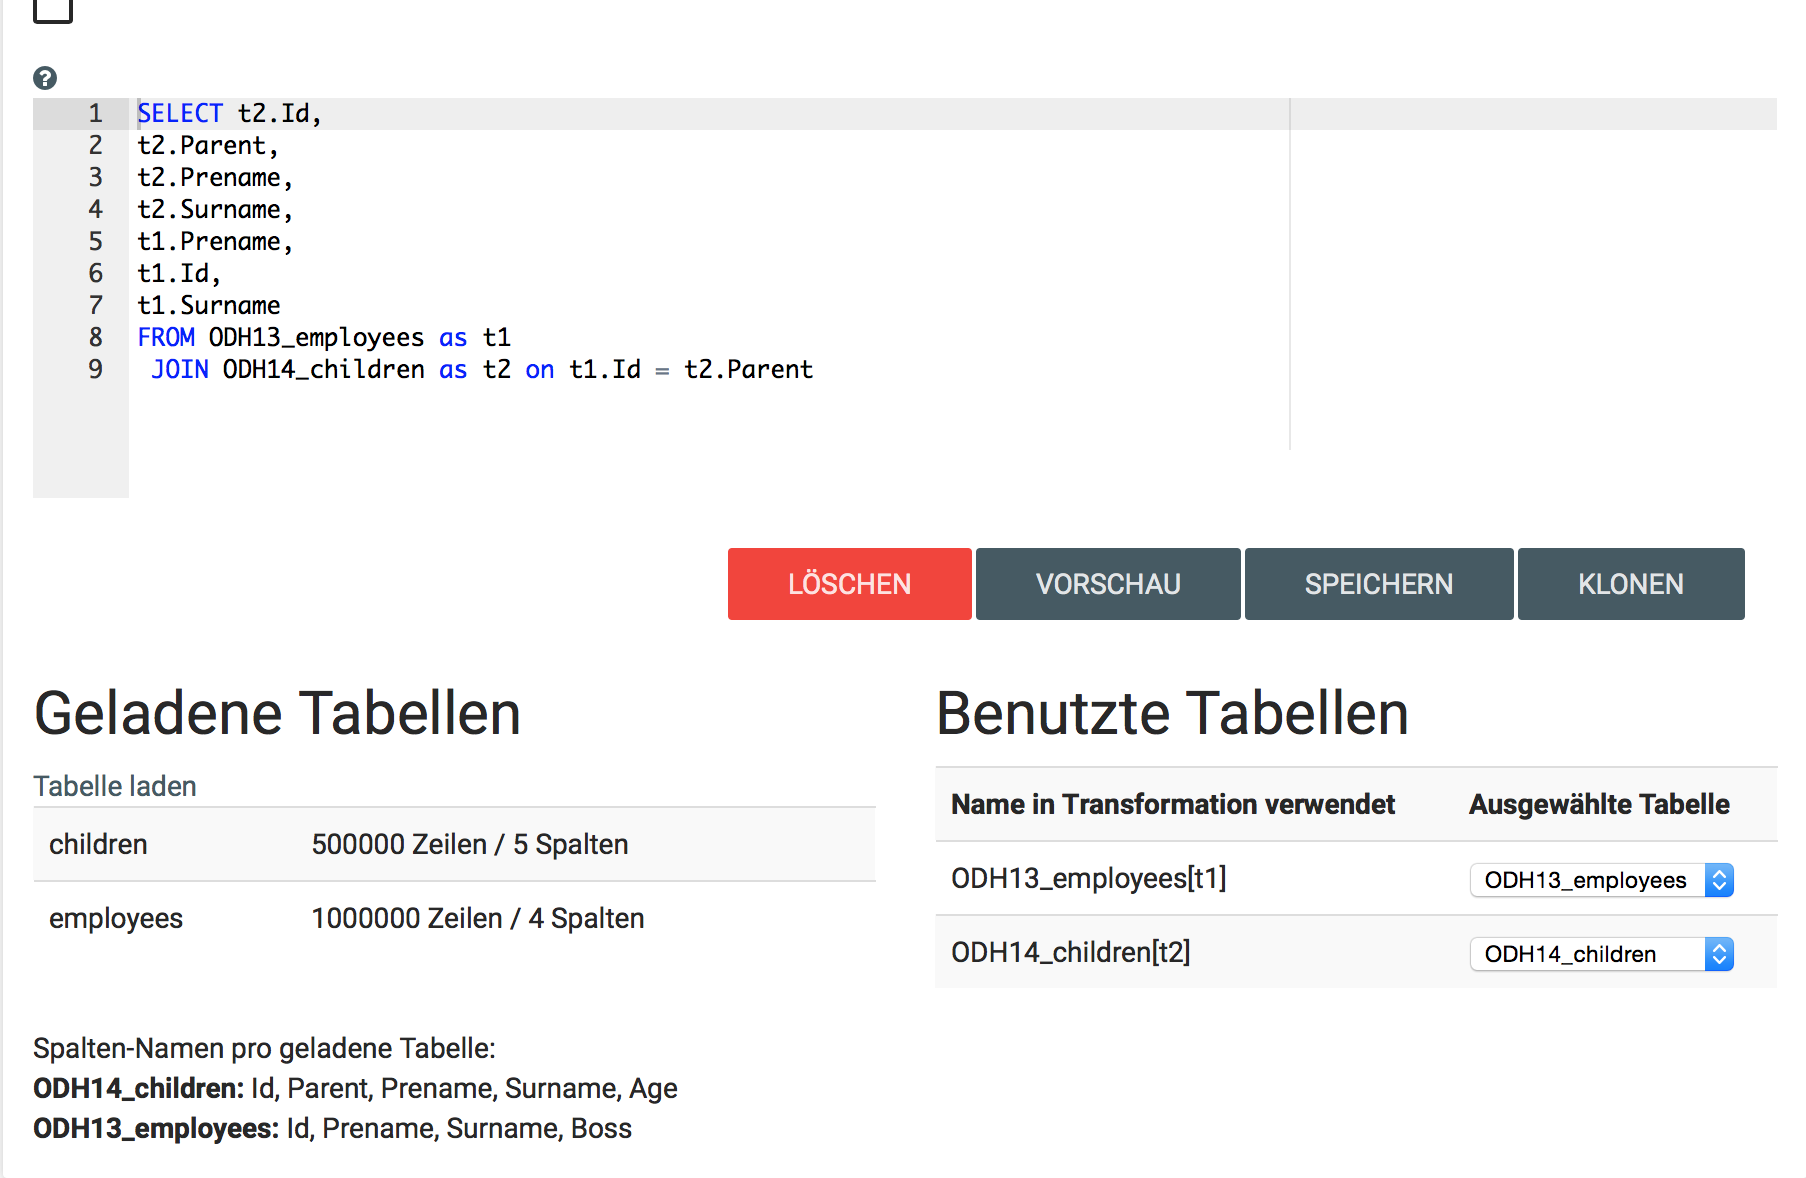 ?
1 SELECT t2.Id,
2 t2.Parent,
3 t2.Prename,
4 t2.Surname,
5 t1.Prename,
6 t1.Id,
7 t1.Surname
8 FROM ODH13_employees as t1
9 JOIN ODH14_children as t2 on t1.Id = t2.Parent
LÖSCHEN VORSCHAU SPEICHERN KLONEN
Geladene Tabellen
Tabelle laden
children 500000 Zeilen / 5 Spalten
employees 1000000 Zeilen / 4 Spalten
Spalten-Namen pro geladene Tabelle:
ODH14_children: Id, Parent, Prename, Surname, Age
ODH13_employees: Id, Prename, Surname, Boss
Benutzte Tabellen
Name in Transformation verwendet Ausgewählte Tabelle
ODH13_employees[t1] ODH13_employees
ODH14_children[t2] ODH14_children